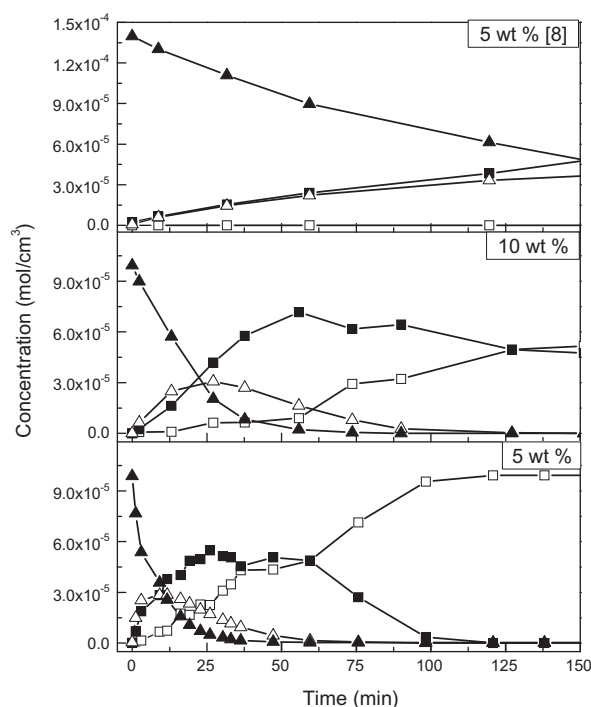 1.5x10⁻⁴
5 wt % [8]
1.2x10⁻⁴
9.0x10⁻⁵
6.0x10⁻⁵
3.0x10⁻⁵
0.0
10 wt %
9.0x10⁻⁵
6.0x10⁻⁵
3.0x10⁻⁵
0.0
5 wt %
9.0x10⁻⁵
6.0x10⁻⁵
3.0x10⁻⁵
0.0
Concentration (mol/cm³)
0 25 50 75 100 125 150
Time (min)